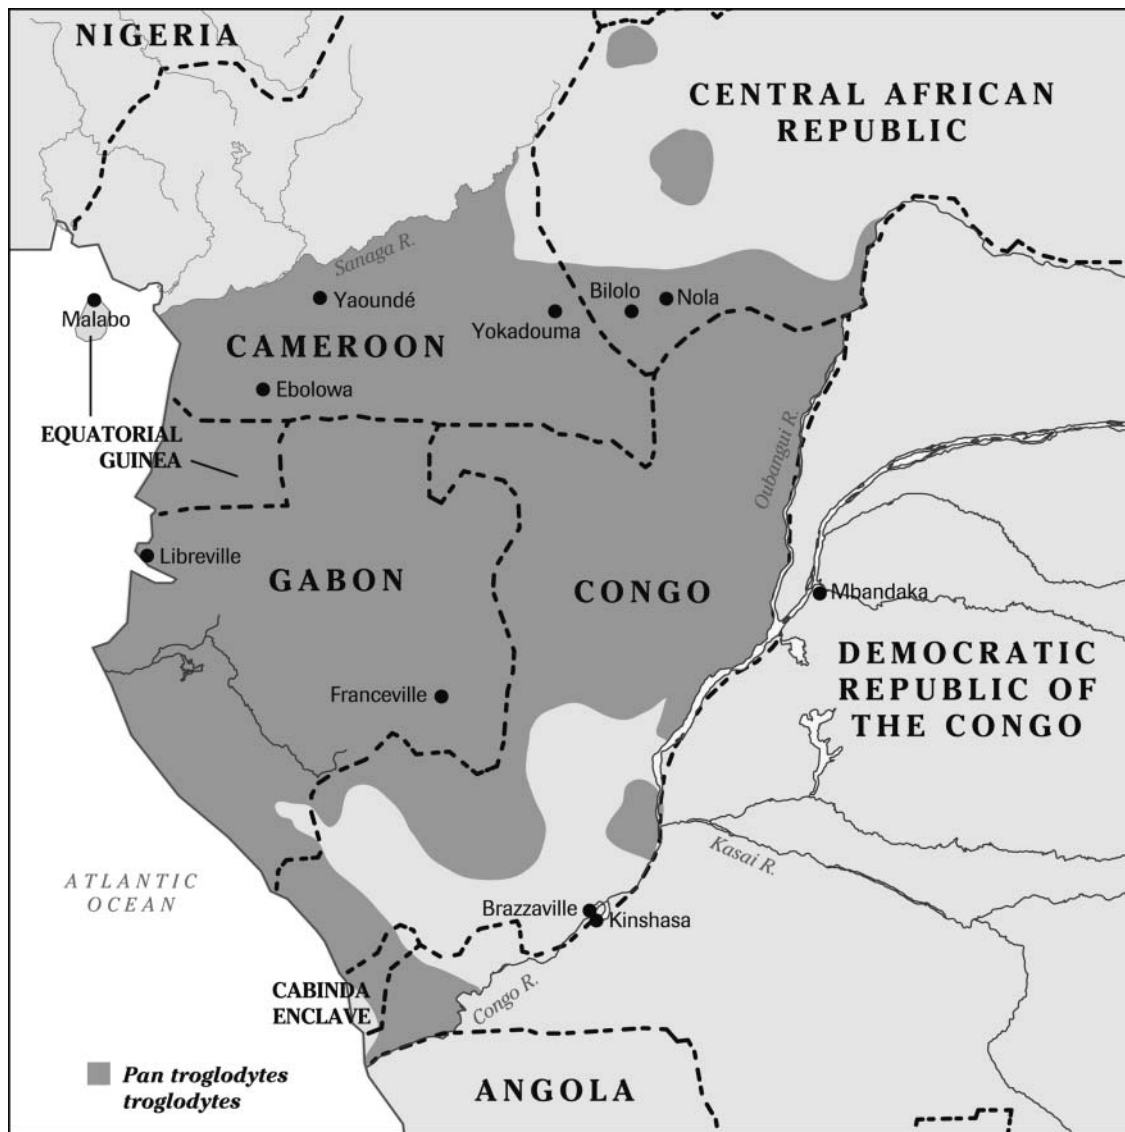 NIGERIA
CENTRAL AFRICAN
REPUBLIC
Sanaga R.
Malabo
Yaoundé
Bilolo
Nola
Yokadouma
CAMEROON
Ebolowa
EQUATORIAL
GUINEA
Oubangui R.
Libreville
GABON
CONGO
Mbandaka
DEMOCRATIC
REPUBLIC OF
THE CONGO
Franceville
Kasai R.
ATLANTIC
OCEAN
Brazzaville
Kinshasa
CABINDA
ENCLAVE
Congo R.
Pan troglodytes
troglodytes
ANGOLA